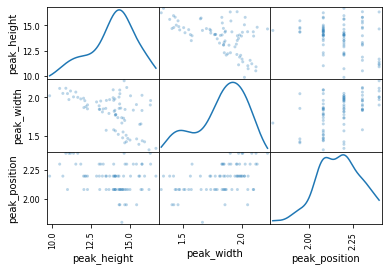 peak_height
15.0
12.5
10.0
peak_width
2.0
1.5
peak_position
2.25
2.00
10.0
12.5
15.0
1.5
2.0
2.00
2.25
peak_height
peak_width
peak_position